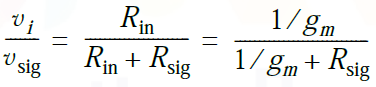 v_i / v_sig = R_in / (R_in + R_sig) = (1/g_m) / (1/g_m + R_sig)